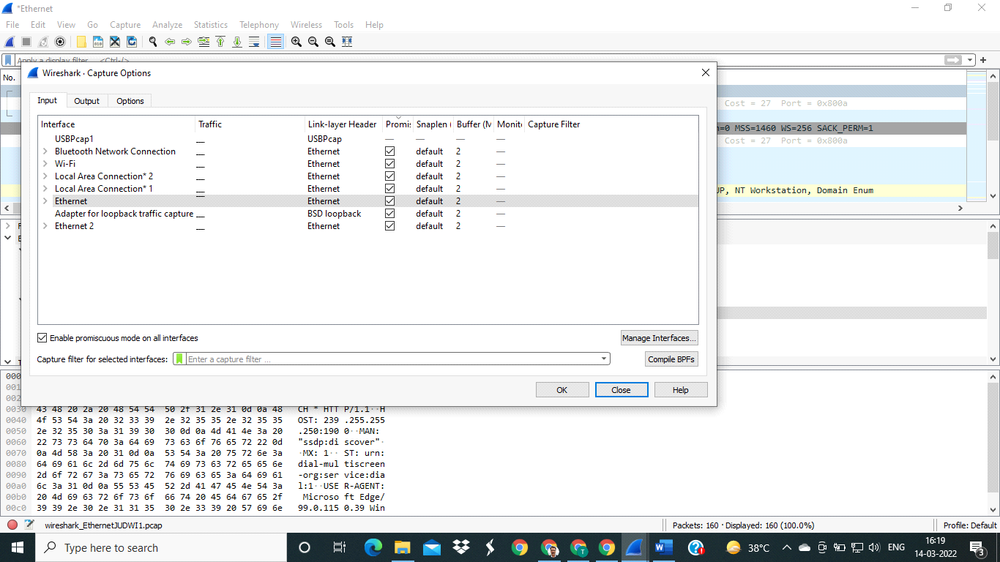 *Ethernet
File Edit View Go Capture Analyze Statistics Telephony Wireless Tools Help
Apply a display filter ... <Ctrl-/>
No.
Wireshark · Capture Options
Input Output Options
Interface Traffic Link-layer Header Promis Snaplen ( Buffer (M Monito Capture Filter
USBPcap1 USBPcap — — — —
Bluetooth Network Connection Ethernet default 2 —
Wi-Fi Ethernet default 2 —
Local Area Connection* 2 Ethernet default 2 —
Local Area Connection* 1 Ethernet default 2 —
Ethernet Ethernet default 2 —
Adapter for loopback traffic capture BSD loopback default 2 —
Ethernet 2 Ethernet default 2 —
Cost = 27 Port = 0x800a
=0 MSS=1460 WS=256 SACK_PERM=1
Cost = 27 Port = 0x800a
UP, NT Workstation, Domain Enum
Enable promiscuous mode on all interfaces Manage Interfaces...
Capture filter for selected interfaces: Enter a capture filter ... Compile BPFs
OK Close Help
000
001
002
0030 43 48 20 2a 20 48 54 54 50 2f 31 2e 31 0d 0a 48 CH * HTT P/1.1··H
0040 4f 53 54 3a 20 32 33 39 2e 32 35 35 2e 32 35 35 OST: 239 .255.255
0050 2e 32 35 30 3a 31 39 30 30 0d 0a 4d 41 4e 3a 20 .250:190 0··MAN:
0060 22 73 73 64 70 3a 64 69 73 63 6f 76 65 72 22 0d "ssdp:di scover"·
0070 0a 4d 58 3a 20 31 0d 0a 53 54 3a 20 75 72 6e 3a ·MX: 1·· ST: urn:
0080 64 69 61 6c 2d 6d 75 6c 74 69 73 63 72 65 65 6e dial-mul tiscreen
0090 2d 6f 72 67 3a 73 65 72 76 69 63 65 3a 64 69 61 -org:ser vice:dia
00a0 6c 3a 31 0d 0a 55 53 45 52 2d 41 47 45 4e 54 3a l:1··USE R-AGENT:
00b0 20 4d 69 63 72 6f 73 6f 66 74 20 45 64 67 65 2f Microso ft Edge/
00c0 39 39 2e 30 2e 31 31 35 30 2e 33 39 20 57 69 6e 99.0.115 0.39 Win
wireshark_EthernetJUDWI1.pcap Packets: 160 · Displayed: 160 (100.0%) Profile: Default
Type here to search 38°C ENG 16:19
14-03-2022 3